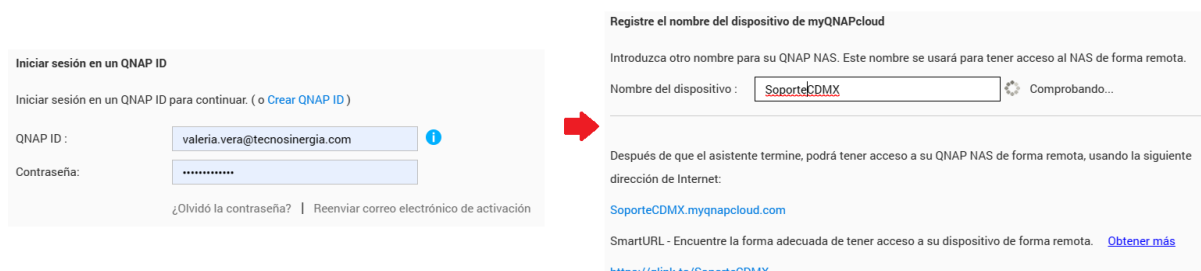 Iniciar sesión en un QNAP ID
Iniciar sesión en un QNAP ID para continuar. ( o Crear QNAP ID )
QNAP ID :
valeria.vera@tecnosinergia.com
Contraseña:
•••••••••••••
¿Olvidó la contraseña? | Reenviar correo electrónico de activación
Registre el nombre del dispositivo de myQNAPcloud
Introduzca otro nombre para su QNAP NAS. Este nombre se usará para tener acceso al NAS de forma remota.
Nombre del dispositivo :
SoporteCDMX
Comprobando...
Después de que el asistente termine, podrá tener acceso a su QNAP NAS de forma remota, usando la siguiente
dirección de Internet:
SoporteCDMX.myqnapcloud.com
SmartURL - Encuentre la forma adecuada de tener acceso a su dispositivo de forma remota. Obtener más
https://qlink.to/SoporteCDMX